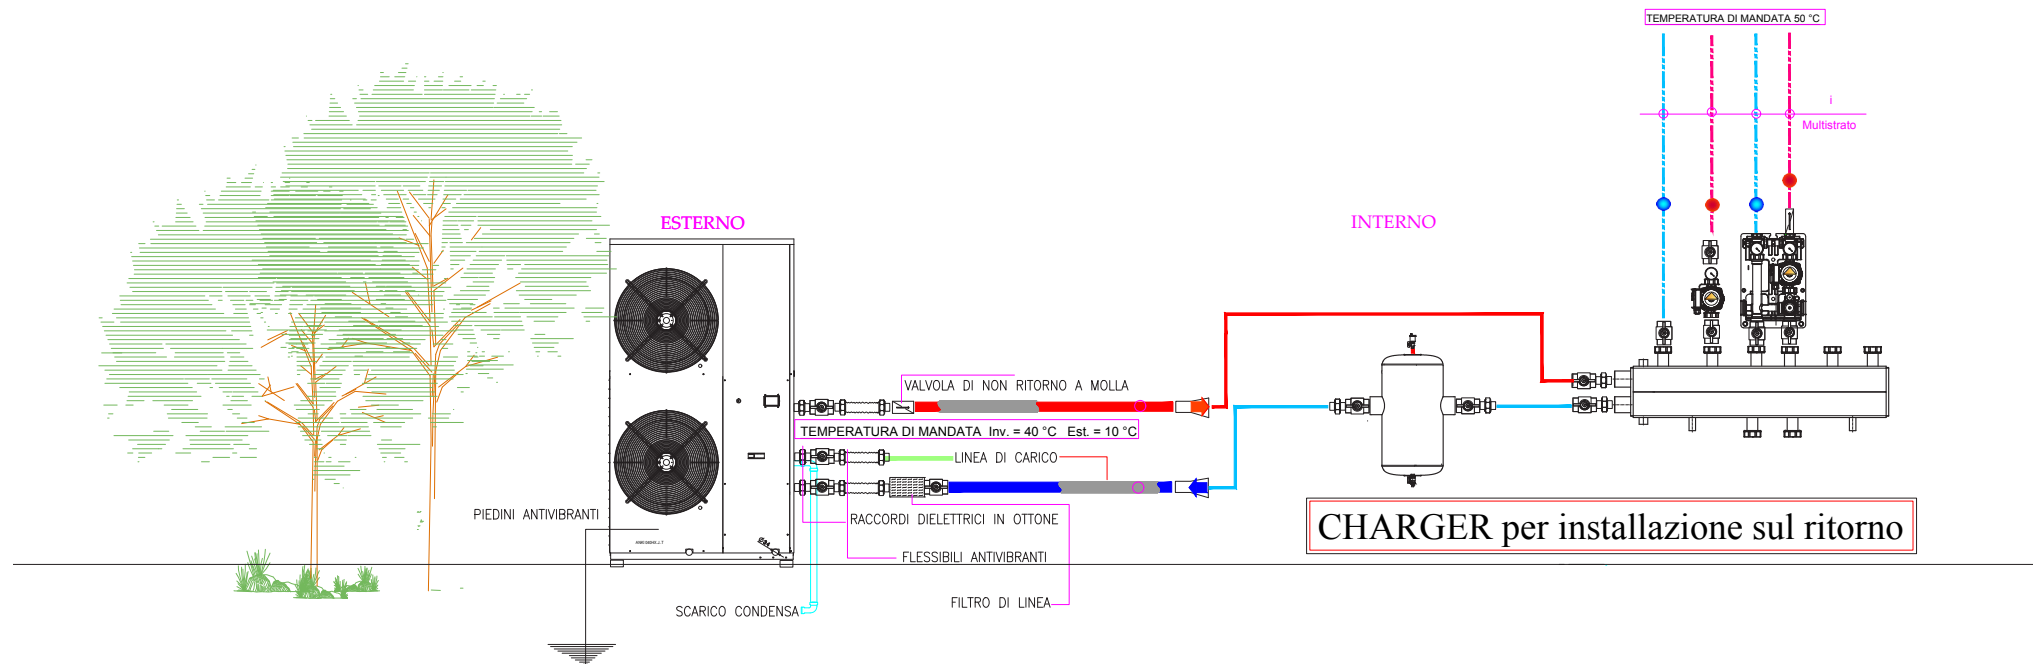 TEMPERATURA DI MANDATA 50 °C
i
Multistrato
ESTERNO
INTERNO
VALVOLA DI NON RITORNO A MOLLA
TEMPERATURA DI MANDATA Inv. = 40 °C Est. = 10 °C
LINEA DI CARICO
PIEDINI ANTIVIBRANTI
RACCORDI DIELETTRICI IN OTTONE
CHARGER per installazione sul ritorno
FLESSIBILI ANTIVIBRANTI
FILTRO DI LINEA
SCARICO CONDENSA